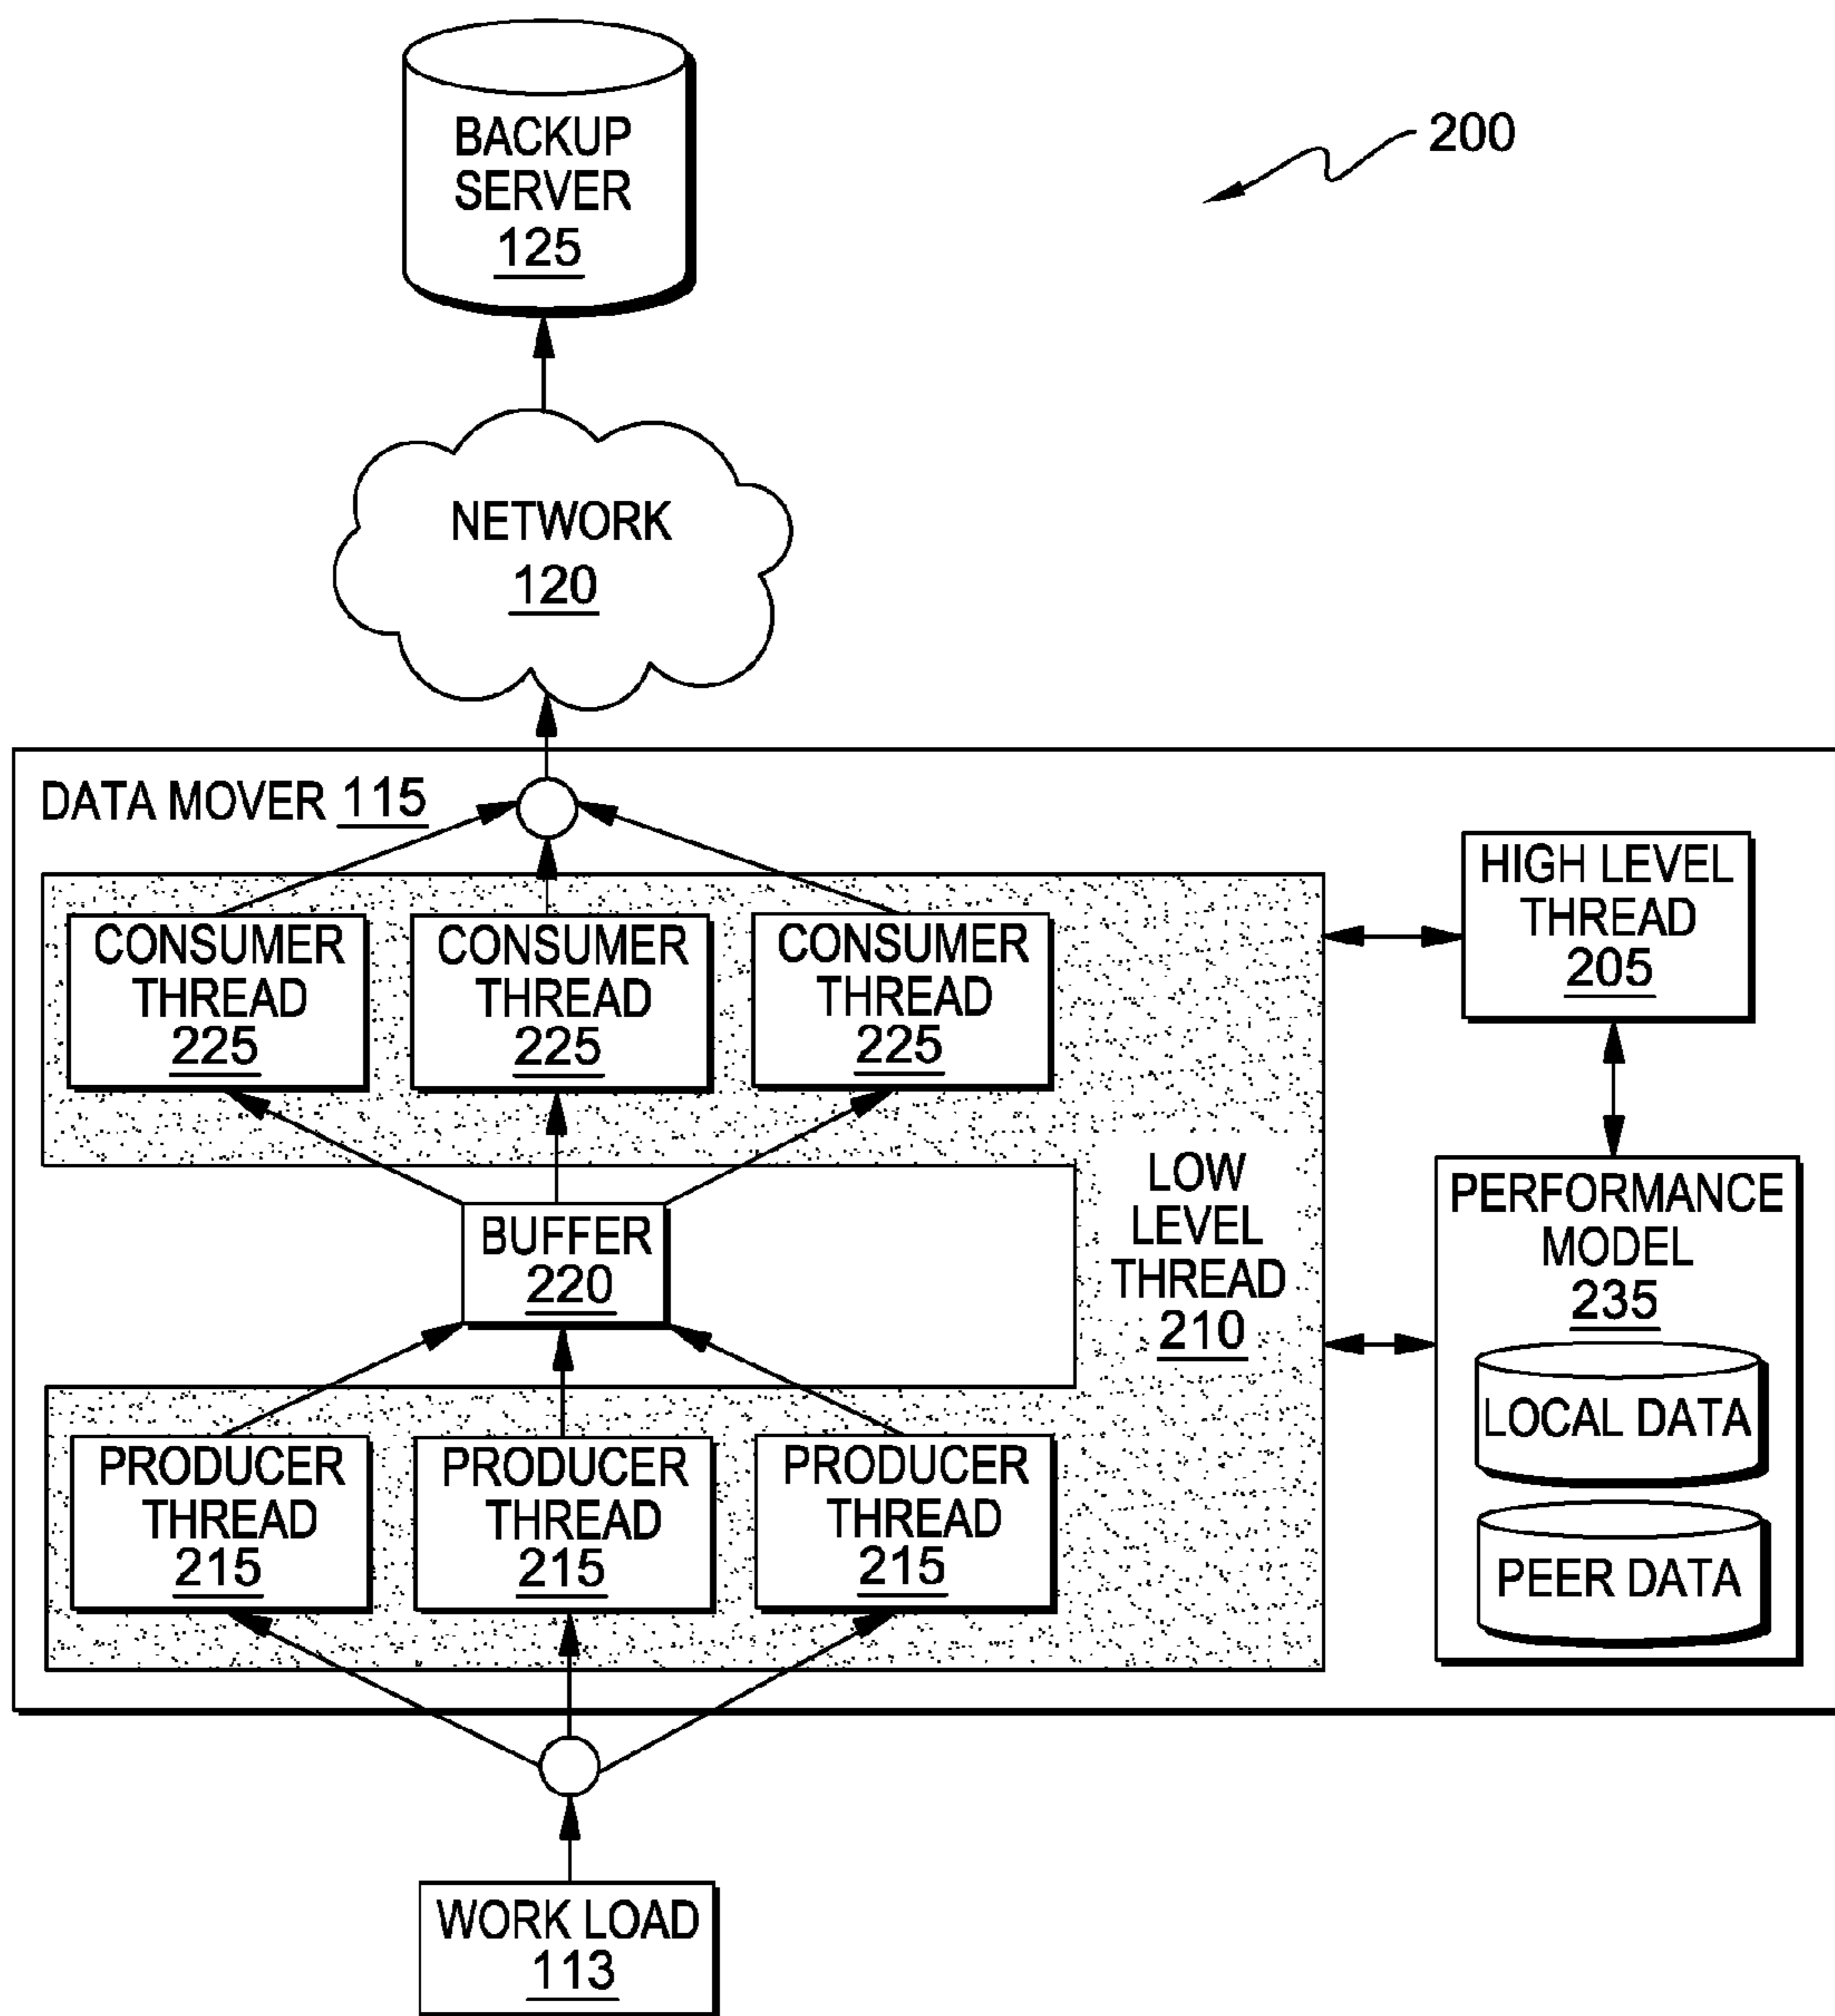 BACKUP
SERVER
125
200
NETWORK
120
DATA MOVER 115
HIGH LEVEL
THREAD
205
CONSUMER
THREAD
225
CONSUMER
THREAD
225
CONSUMER
THREAD
225
LOW
LEVEL
THREAD
210
BUFFER
220
PERFORMANCE
MODEL
235
LOCAL DATA
PEER DATA
PRODUCER
THREAD
215
PRODUCER
THREAD
215
PRODUCER
THREAD
215
WORK LOAD
113